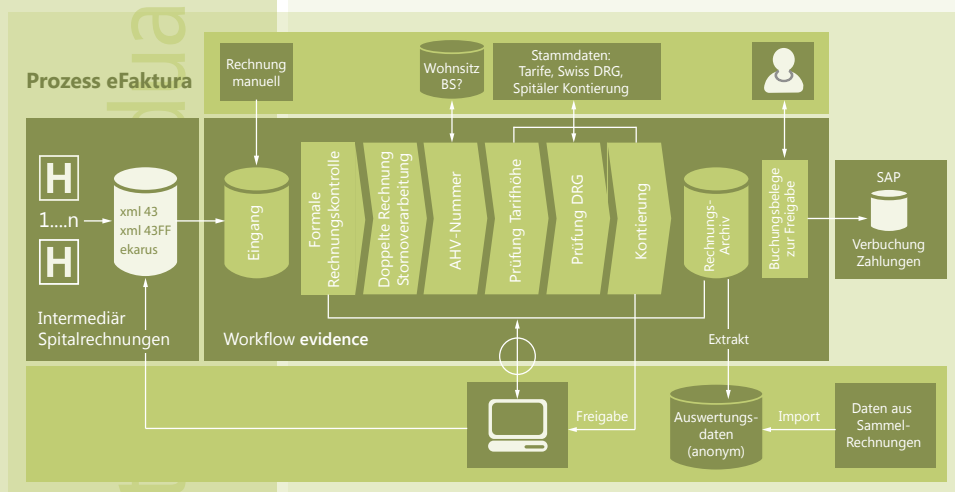 Prozess eFaktura
Rechnung
manuell
Wohnsitz
BS?
Stammdaten:
Tarife, Swiss DRG,
Spitäler Kontierung
H
1....n
H
xml 43
xml 43FF
ekarus
Intermediär
Spitalrechnungen
Eingang
Formale
Rechnungskontrolle
Doppelte Rechnung
Stornoverarbeitung
AHV-Nummer
Prüfung Tarifhöhe
Prüfung DRG
Kontierung
Rechnungs-
Archiv
Buchungsbelege
zur Freigabe
SAP
Verbuchung
Zahlungen
Workflow evidence
Extrakt
Freigabe
Auswertungs-
daten
(anonym)
Import
Daten aus
Sammel-
Rechnungen